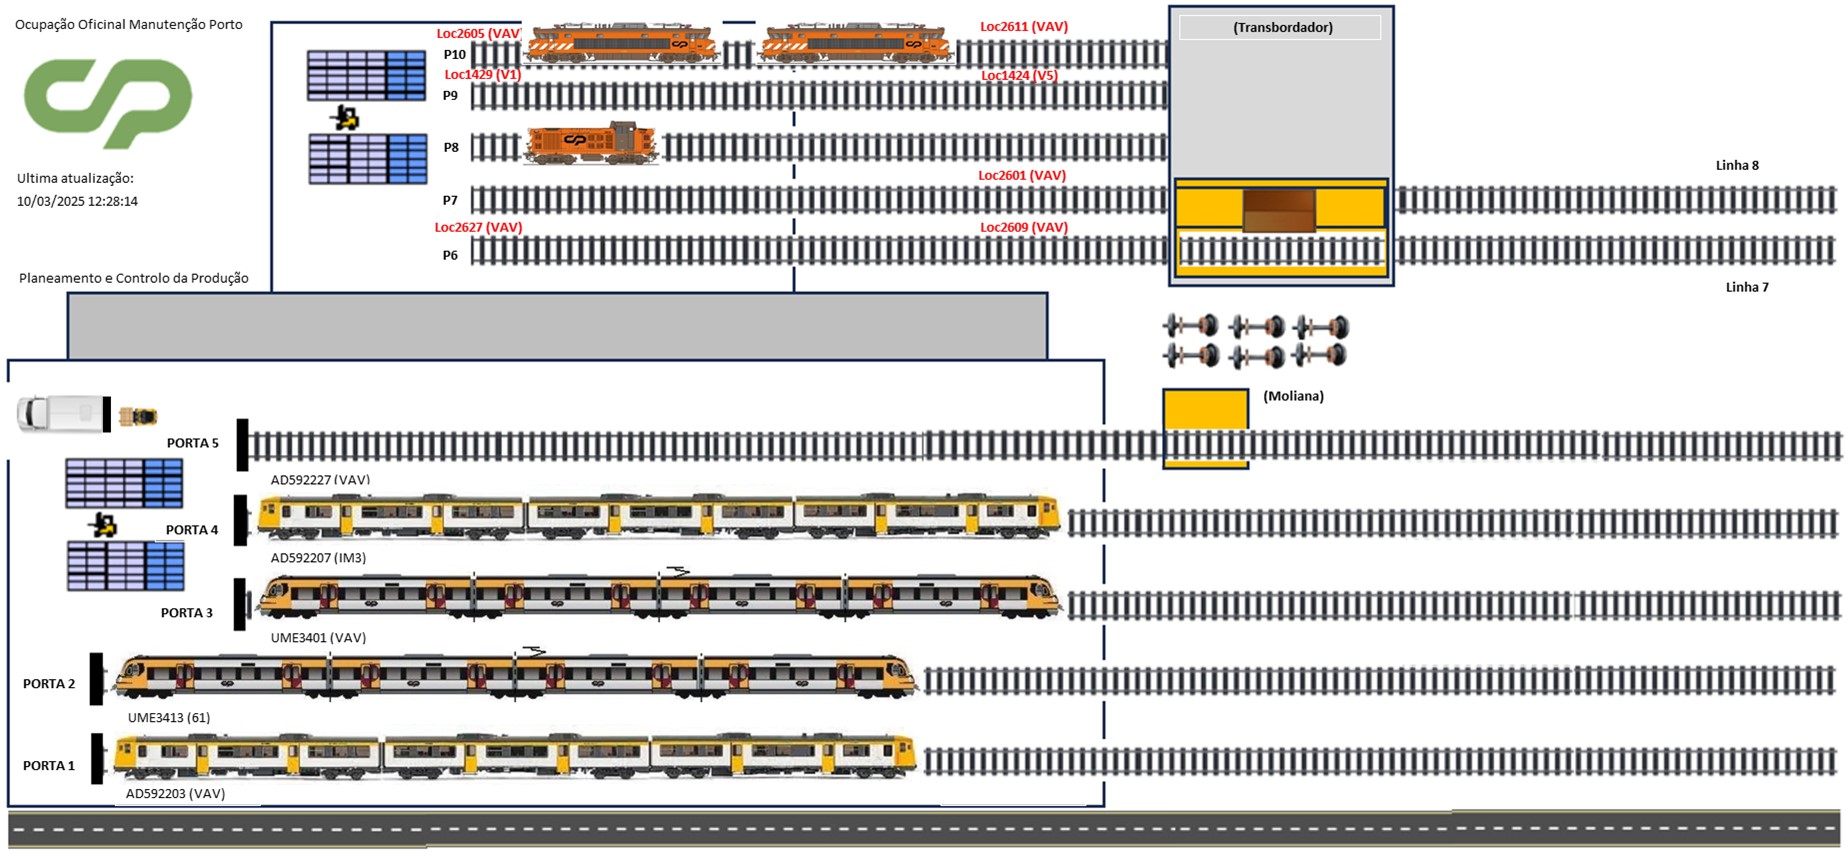 Ocupação Oficinal Manutenção Porto
Loc2605 (VAV)
Loc2611 (VAV)
(Transbordador)
P10
Loc1429 (V1)
Loc1424 (V5)
P9
P8
Linha 8
Ultima atualização:
10/03/2025 12:28:14
Loc2601 (VAV)
P7
Loc2627 (VAV)
Loc2609 (VAV)
P6
Planeamento e Controlo da Produção
Linha 7
(Moliana)
PORTA 5
AD592227 (VAV)
PORTA 4
AD592207 (IM3)
PORTA 3
UME3401 (VAV)
PORTA 2
UME3413 (61)
PORTA 1
AD592203 (VAV)